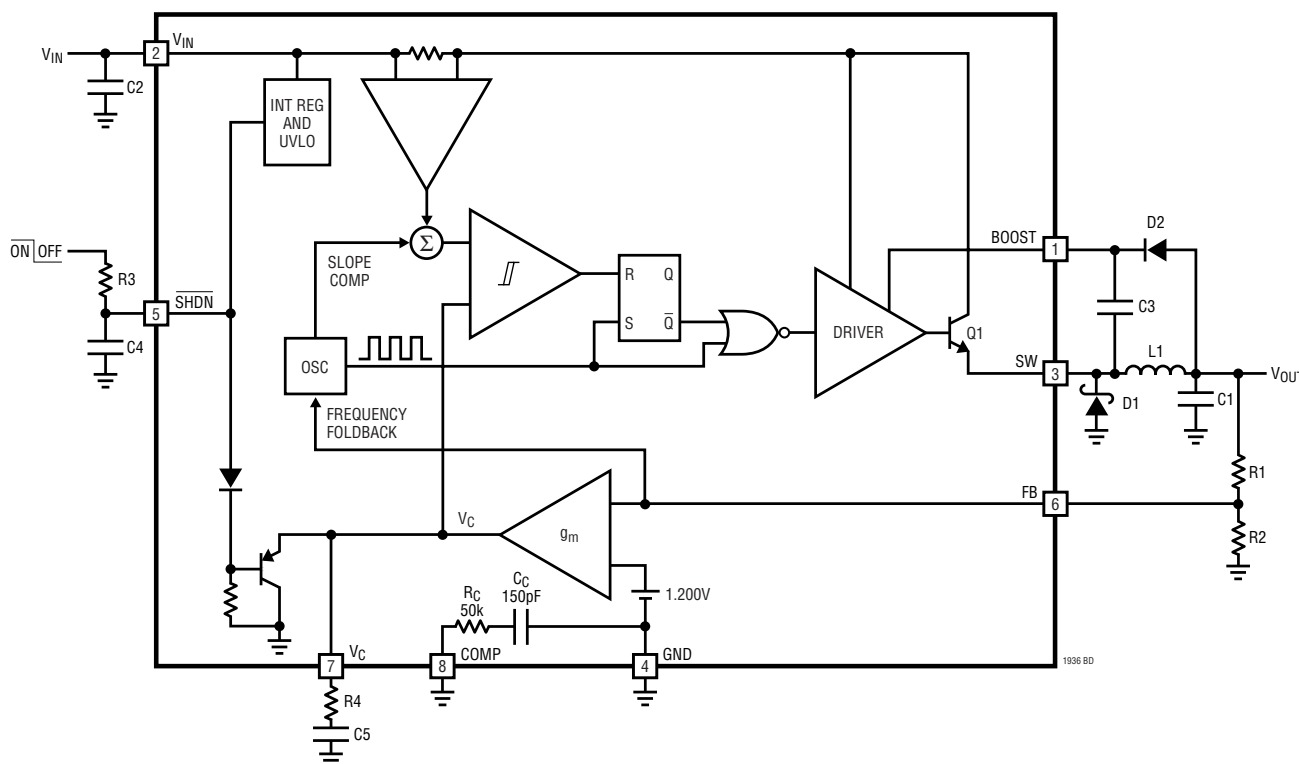 VIN
2
VIN
C2
INT REG
AND
UVLO
ON OFF
R3
5
SHDN
C4
SLOPE
COMP
Σ
R Q
S Q
OSC
FREQUENCY
FOLDBACK
DRIVER
Q1
BOOST
1
D2
C3
SW
3
L1
D1
C1
VOUT
R1
FB
6
R2
VC
gm
1.200V
RC
50k
CC
150pF
7
VC
8
COMP
4
GND
R4
C5
1936 BD